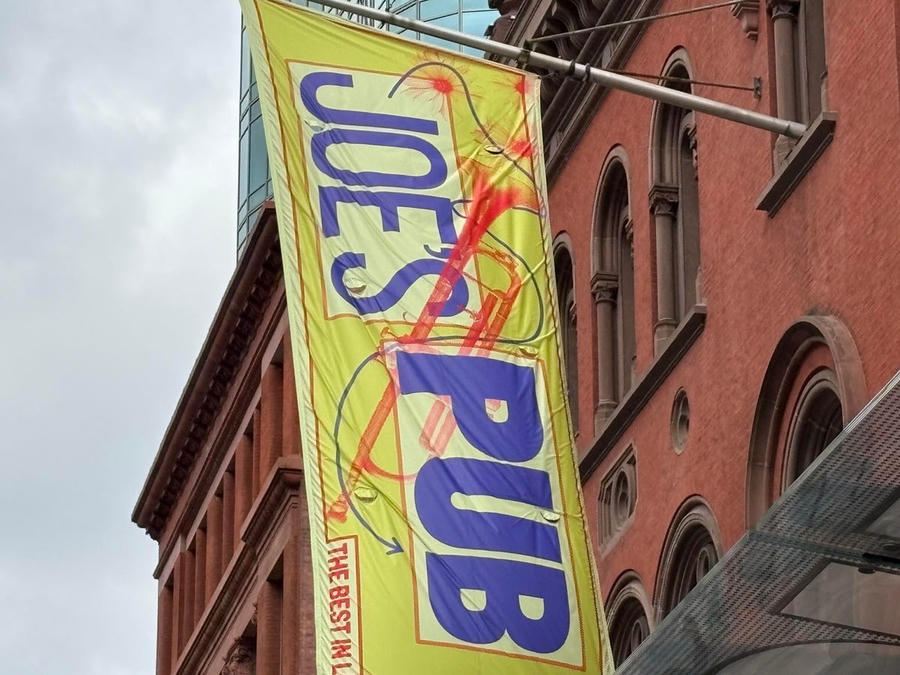 JOE'S
PUB
THE BEST IN